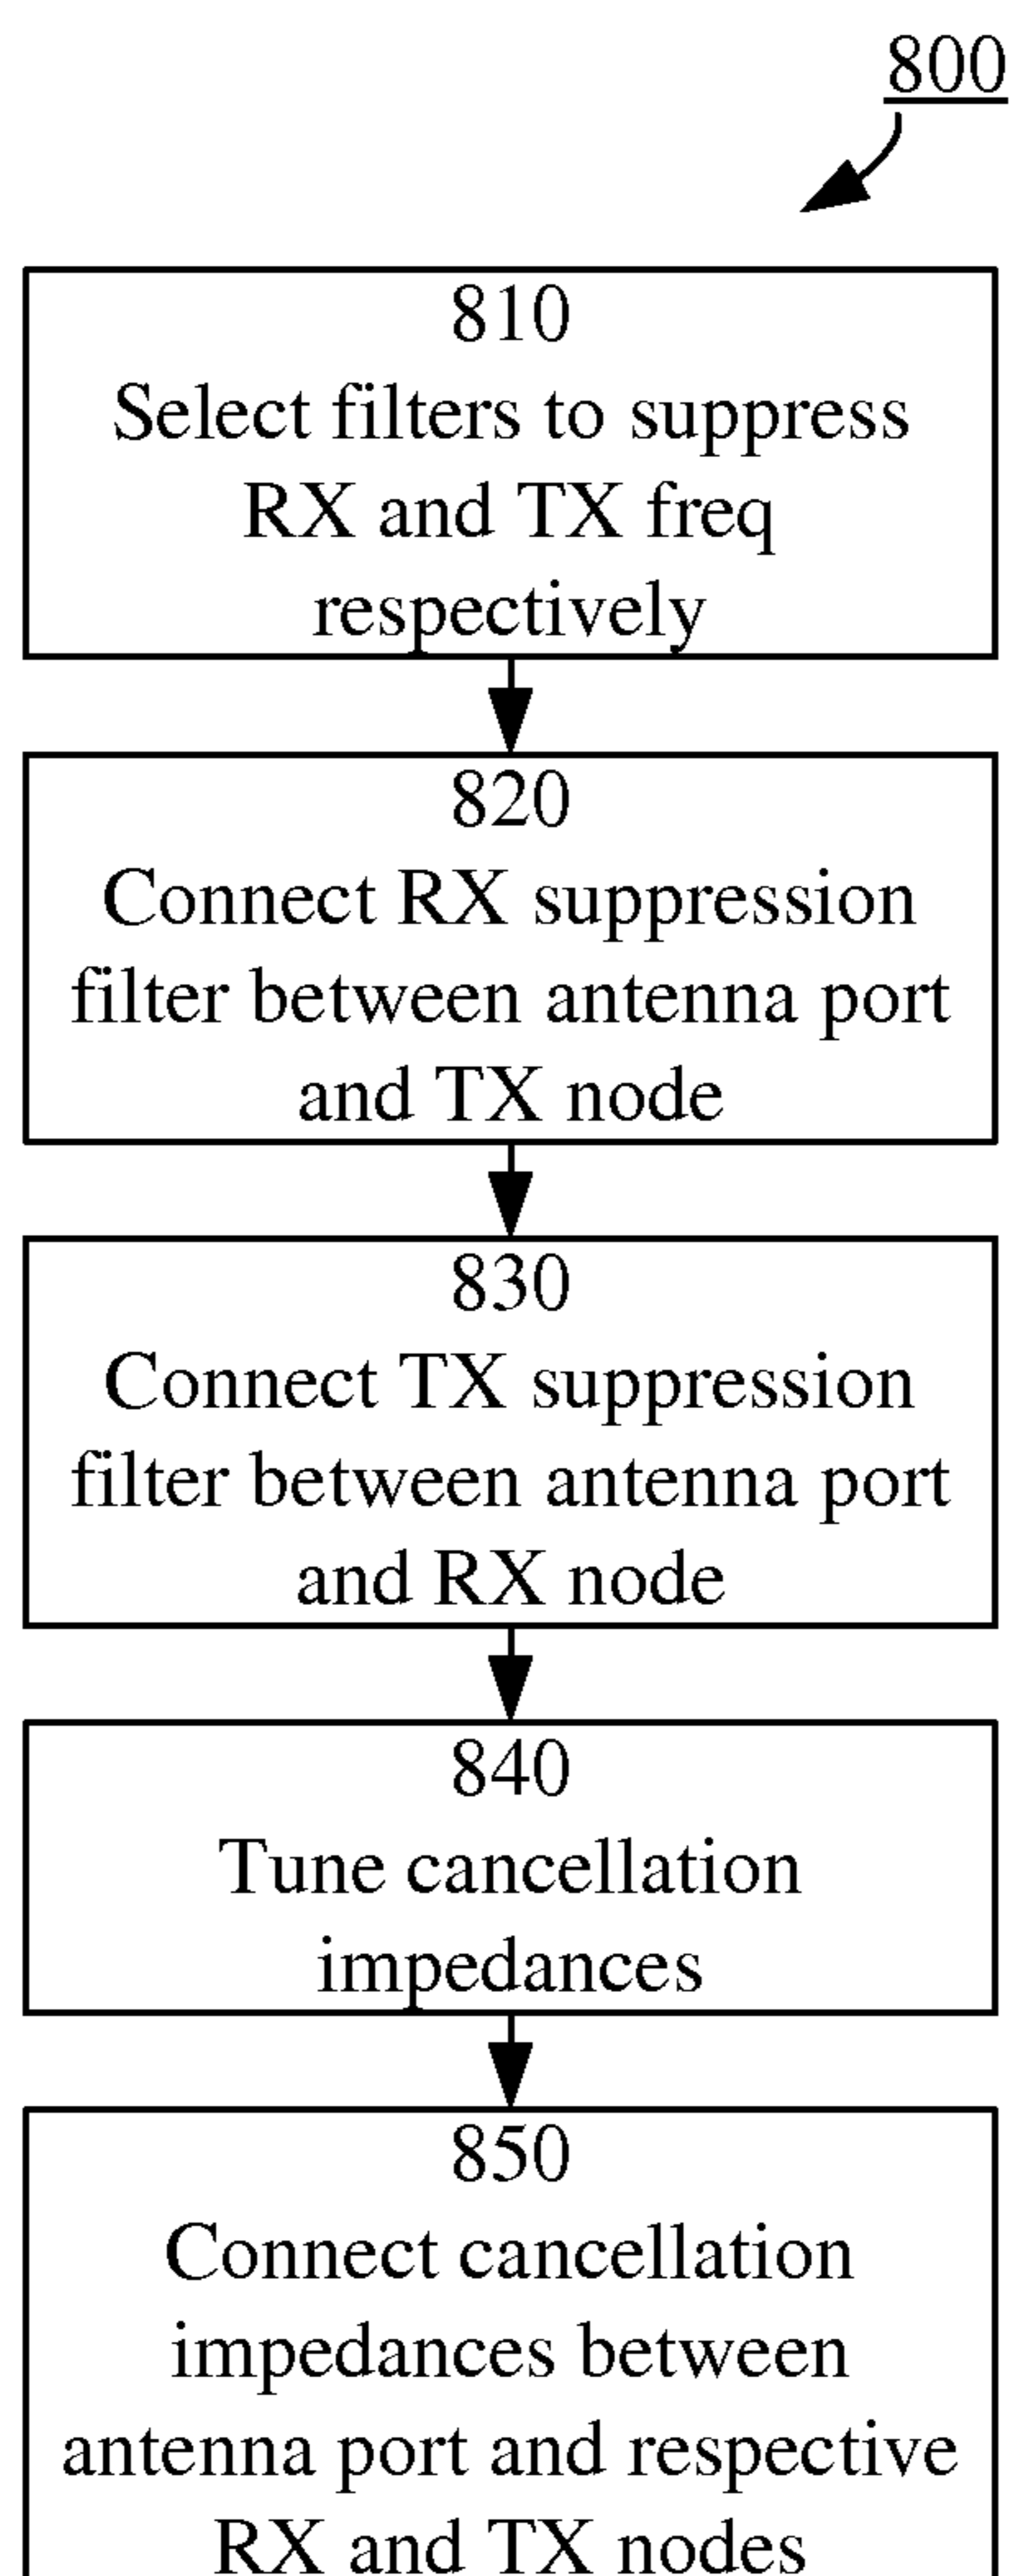 800
810
Select filters to suppress
RX and TX freq
respectively
820
Connect RX suppression
filter between antenna port
and TX node
830
Connect TX suppression
filter between antenna port
and RX node
840
Tune cancellation
impedances
850
Connect cancellation
impedances between
antenna port and respective
RX and TX nodes